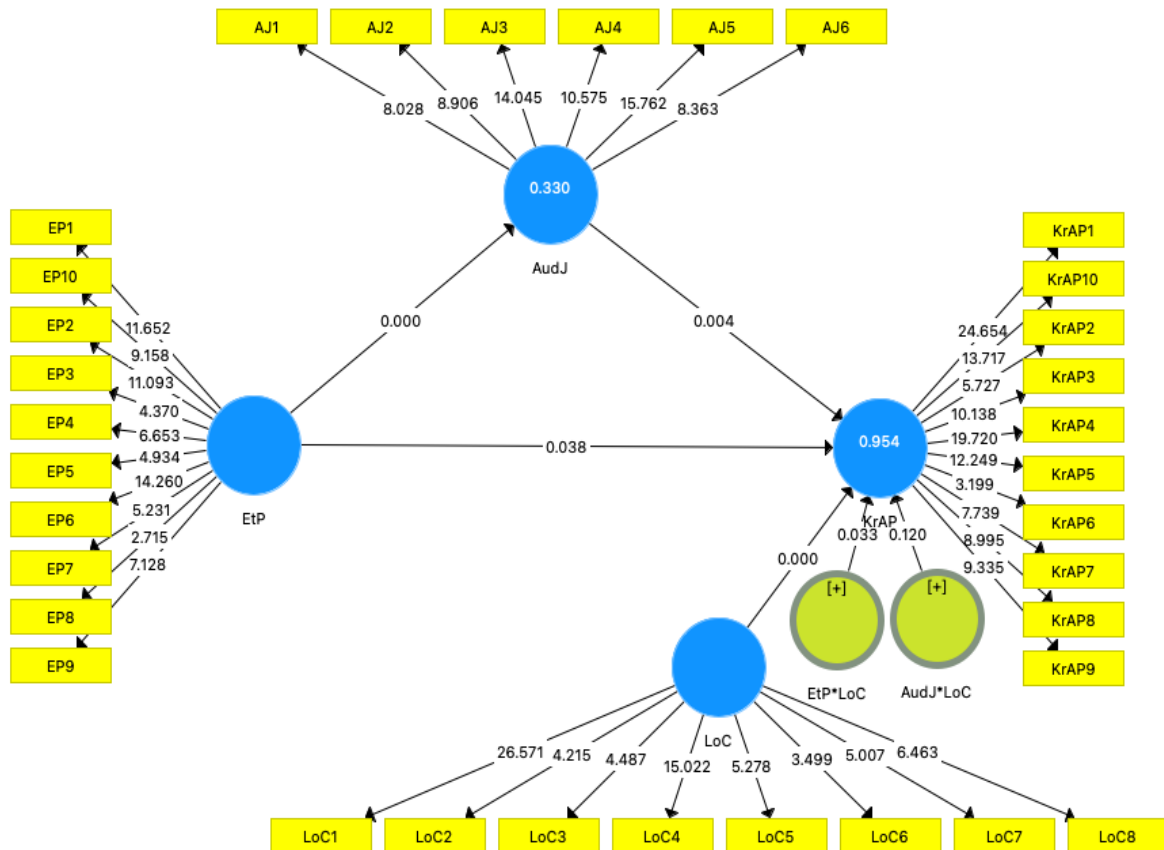 AJ1 AJ2 AJ3 AJ4 AJ5 AJ6
8.028 8.906 14.045 10.575 15.762 8.363
0.330
AudJ
EP1
EP10
EP2
EP3
EP4
EP5
EP6
EP7
EP8
EP9
11.652
9.158
11.093
4.370
6.653
4.934
14.260
5.231
2.715
7.128
EtP
0.000
0.004
0.038
0.954
KrAP
KrAP1
KrAP10
KrAP2
KrAP3
KrAP4
KrAP5
KrAP6
KrAP7
KrAP8
KrAP9
24.654
13.717
5.727
10.138
19.720
12.249
3.199
7.739
8.995
9.335
0.000
0.033
0.120
[+] [+]
EtP*LoC AudJ*LoC
LoC
26.571 4.215 4.487 15.022 5.278 3.499 5.007 6.463
LoC1 LoC2 LoC3 LoC4 LoC5 LoC6 LoC7 LoC8